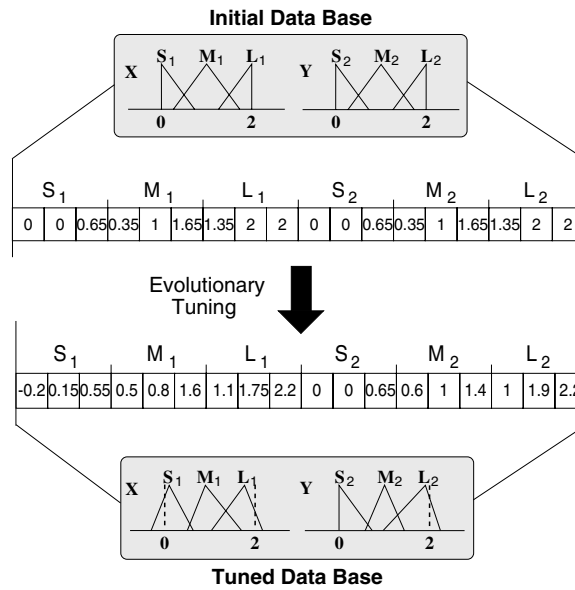 Initial Data Base
X S1 M1 L1 Y S2 M2 L2
0 2 0 2
S1 M1 L1 S2 M2 L2
0 0 0.65 0.35 1 1.65 1.35 2 2 0 0 0.65 0.35 1 1.65 1.35 2 2
Evolutionary
Tuning
S1 M1 L1 S2 M2 L2
-0.2 0.15 0.55 0.5 0.8 1.6 1.1 1.75 2.2 0 0 0.65 0.6 1 1.4 1 1.9 2.2
X S1 M1 L1 Y S2 M2 L2
0 2 0 2
Tuned Data Base